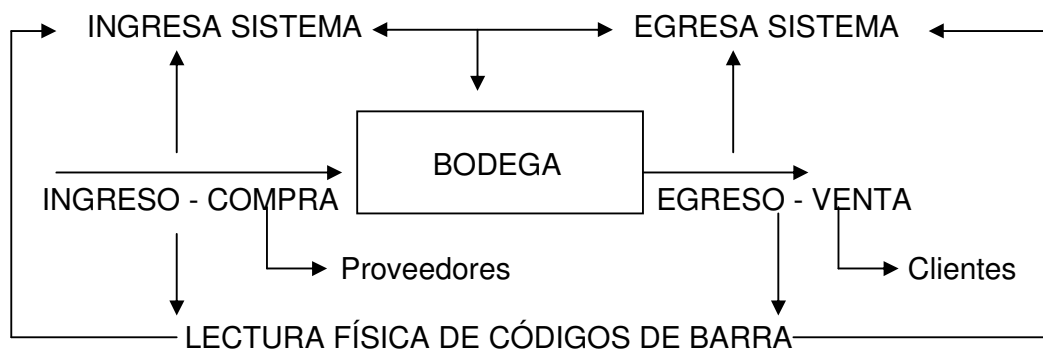 INGRESA SISTEMA
EGRESA SISTEMA
BODEGA
INGRESO - COMPRA
EGRESO - VENTA
Proveedores
Clientes
LECTURA FÍSICA DE CÓDIGOS DE BARRA